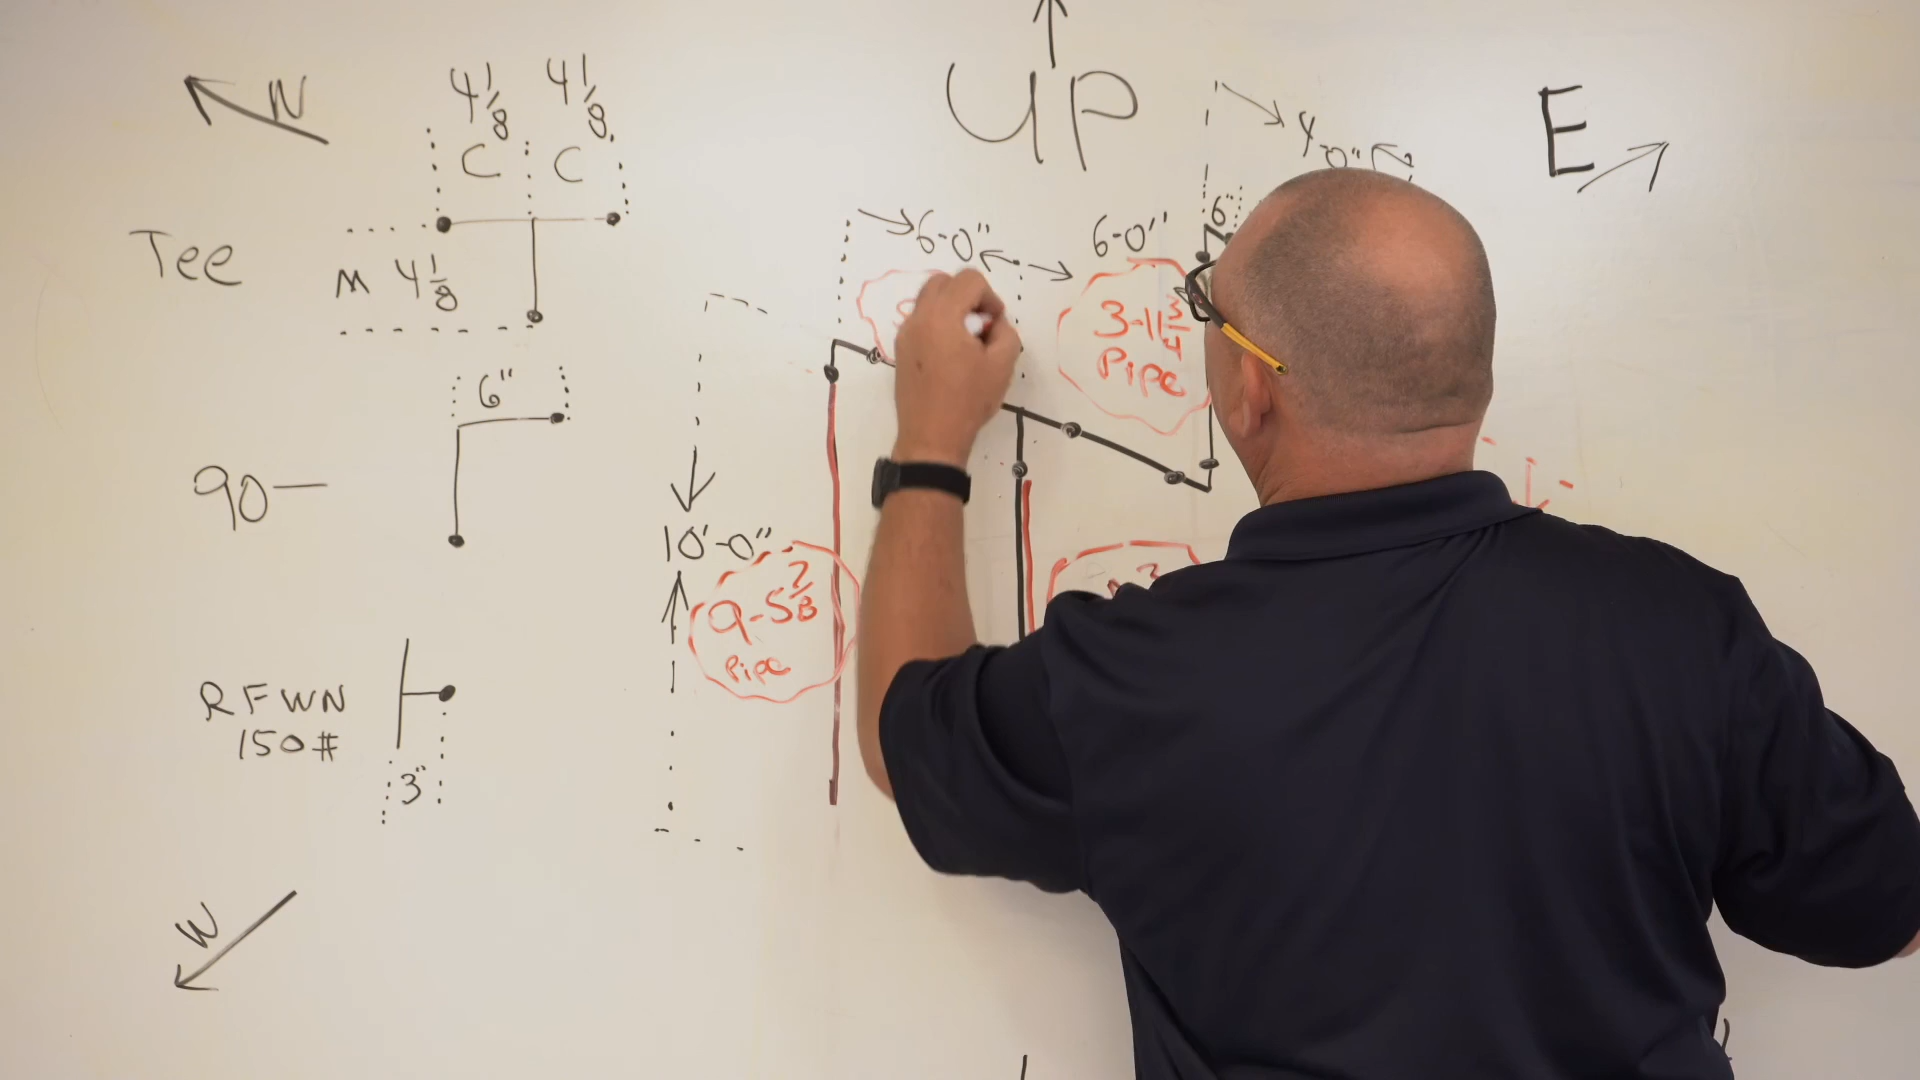 N
4 1/8 4 1/8
C C
Tee
M 4 1/8
6"
90—
RFWN
150#
3"
W
UP
E
4-0"
6-0" 6-0"
6"
3-11 3/4
Pipe
10'-0"
9-5 7/8
Pipe